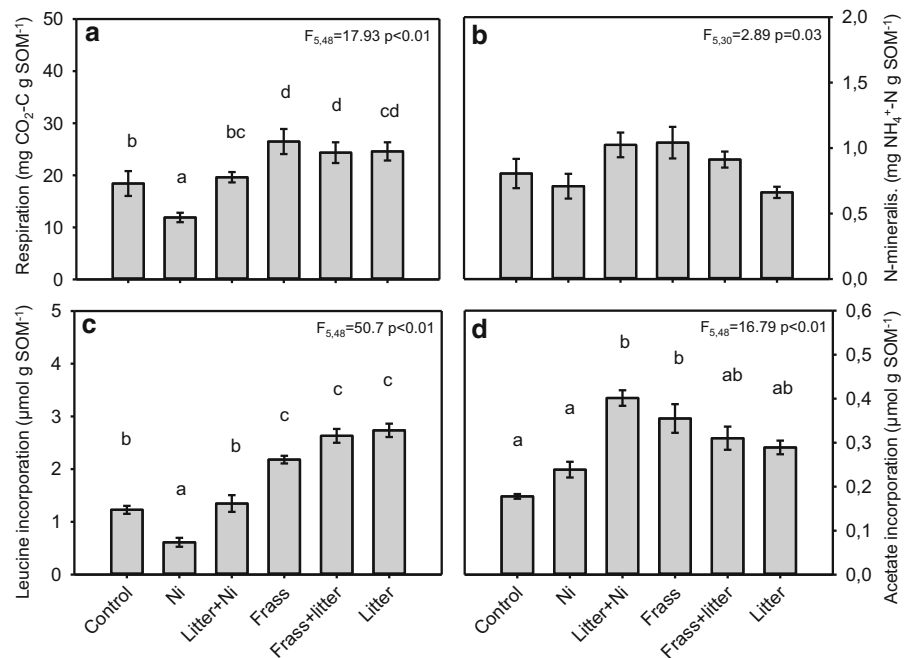 a
F5,48=17.93 p<0.01
50
40
30
20
10
0
Respiration (mg CO2-C g SOM-1)
b
a
bc
d
d
cd
b
F5,30=2.89 p=0.03
2,0
1,5
1,0
0,5
0,0
N-mineralis. (mg NH4+-N g SOM-1)
c
F5,48=50.7 p<0.01
5
4
3
2
1
0
Leucine incorporation (µmol g SOM-1)
b
a
b
c
c
c
Control
Ni
Litter+Ni
Frass
Frass+litter
Litter
d
F5,48=16.79 p<0.01
0,6
0,5
0,4
0,3
0,2
0,1
0,0
Acetate incorporation (µmol g SOM-1)
a
a
b
b
ab
ab
Control
Ni
Litter+Ni
Frass
Frass+litter
Litter